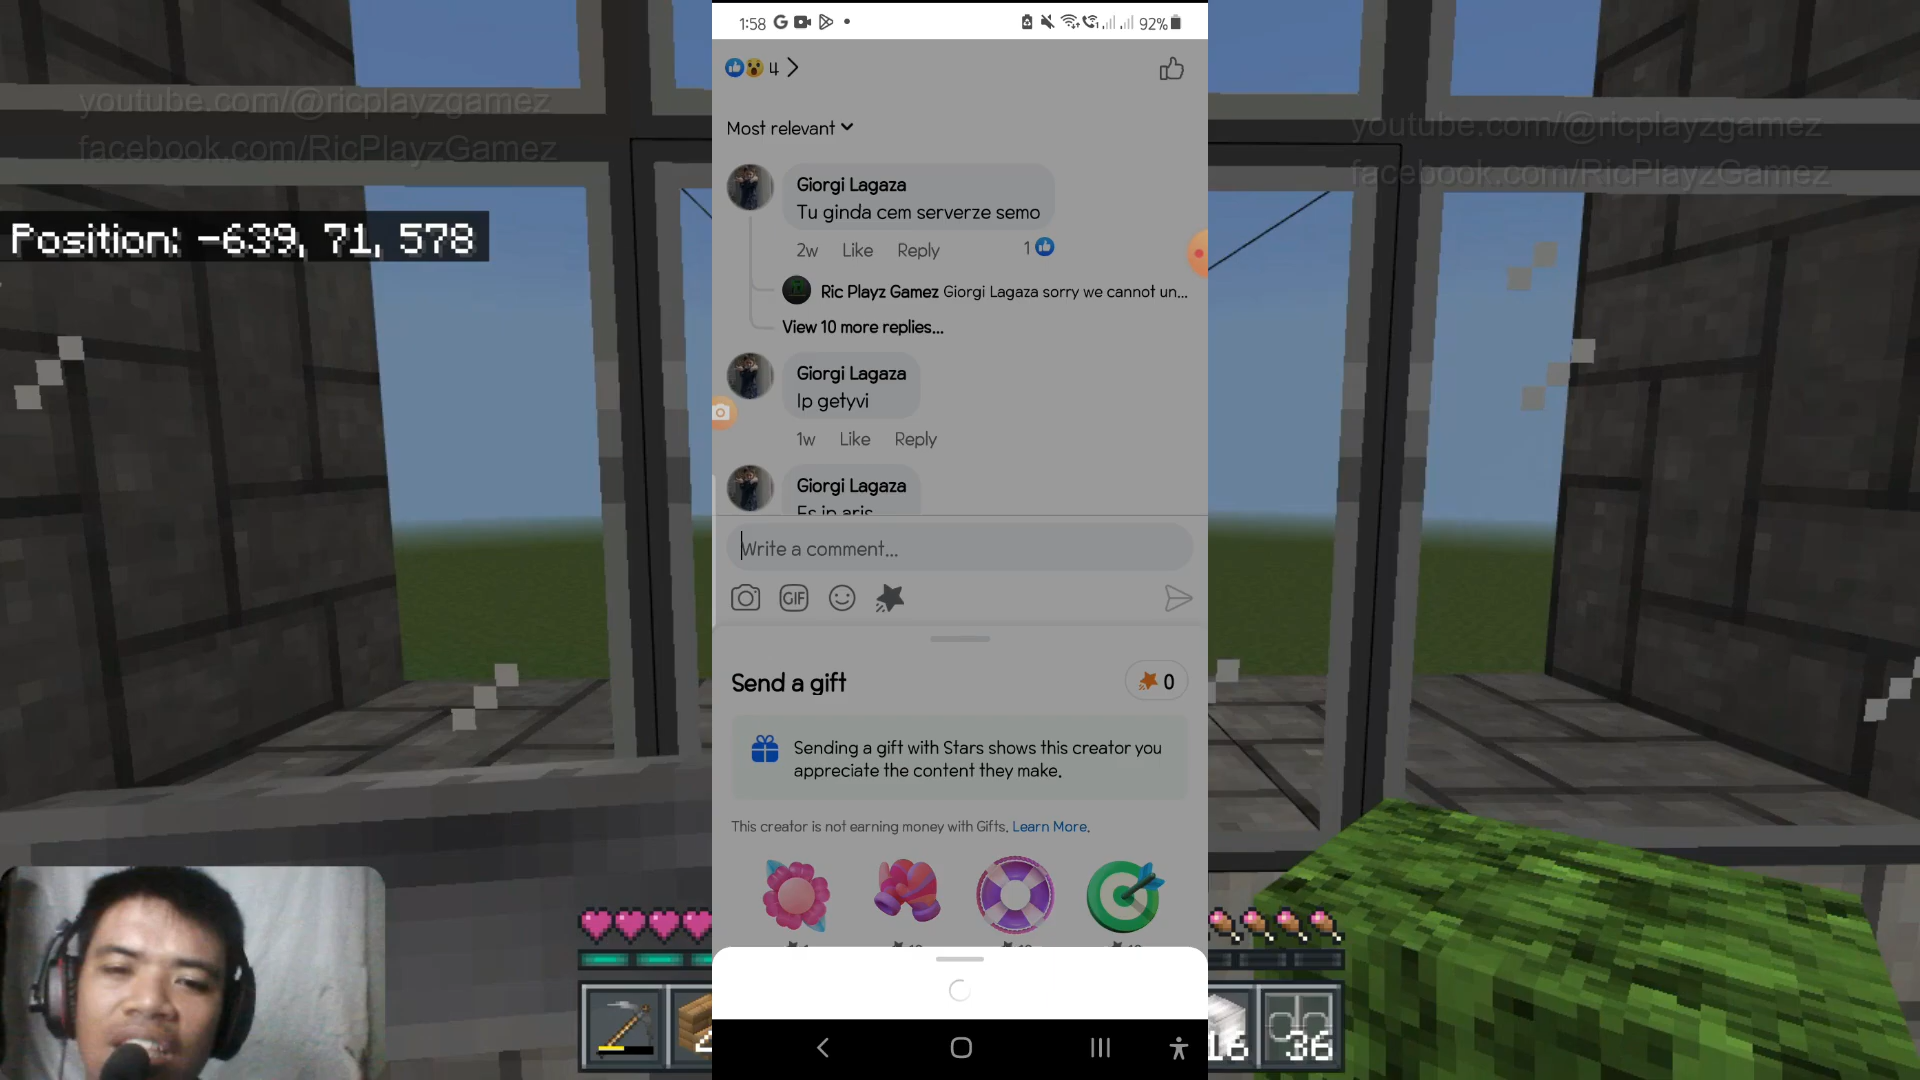 1:58
92%
youtube.com/@ricplayzgamez
facebook.com/RicPlayzGamez
youtube.com/@ricplayzgamez
facebook.com/RicPlayzGamez
Position: -639, 71, 578
4
Most relevant
Giorgi Lagaza
Tu ginda cem serverze semo
2w Like Reply 1
Ric Playz Gamez Giorgi Lagaza sorry we cannot un...
View 10 more replies...
Giorgi Lagaza
Ip getyvi
1w Like Reply
Giorgi Lagaza
Es ip aris
Write a comment...
GIF
Send a gift
0
Sending a gift with Stars shows this creator you
appreciate the content they make.
This creator is not earning money with Gifts. Learn More.
16
36